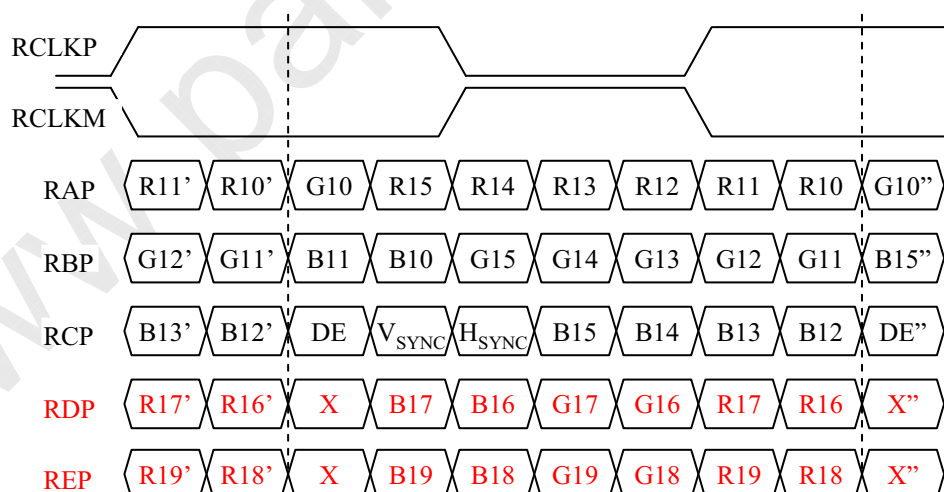 RCLKP
RCLKM
RAP R11’ R10’ G10 R15 R14 R13 R12 R11 R10 G10”
RBP G12’ G11’ B11 B10 G15 G14 G13 G12 G11 B15”
RCP B13’ B12’ DE VSYNC HSYNC B15 B14 B13 B12 DE”
RDP R17’ R16’ X B17 B16 G17 G16 R17 R16 X”
REP R19’ R18’ X B19 B18 G19 G18 R19 R18 X”